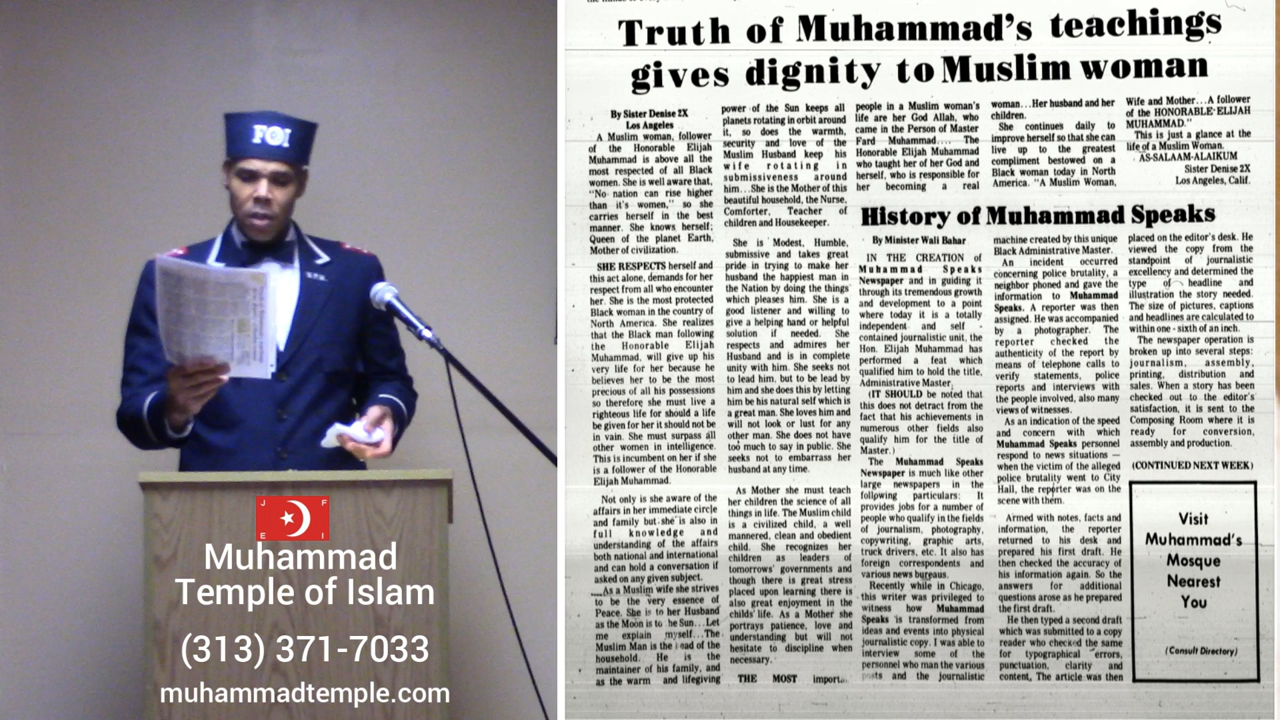 FOI
J F
E I
Muhammad
Temple of Islam
(313) 371-7033
muhammadtemple.com
Truth of Muhammad's teachings
gives dignity to Muslim woman
By Sister Denise 2X
Los Angeles
A Muslim woman, follower
of the Honorable Elijah
Muhammad is above all the
most respected of all Black
women. She is well aware that,
"No nation can rise higher
than it's women," so she
carries herself in the best
manner. She knows herself;
Queen of the planet Earth,
Mother of civilization.
SHE RESPECTS herself and
this act alone, demands for her
respect from all who encounter
her. She is the most protected
Black woman in the country of
North America. She realizes
that the Black man following
the Honorable Elijah
Muhammad, will give up his
very life for her because he
believes her to be the most
precious of all his possessions
so therefore she must live a
righteous life for should a life
be given for her it should not be
in vain. She must surpass all
other women in intelligence.
This is incumbent on her if she
is a follower of the Honorable
Elijah Muhammad.
Not only is she aware of the
affairs in her immediate circle
and family but she is also in
full knowledge and
understanding of the affairs
both national and international
and can hold a conversation if
asked on any given subject.
As a Muslim wife she strives
to be the very essence of
Peace. She is to her Husband
as the Moon is to he Sun...Let
me explain myself...The
Muslim Man is the ead of the
household. He is the
maintainer of his family, and
as the warm and lifegiving
power of the Sun keeps all
planets rotating in orbit around
it, so does the warmth,
security and love of the
Muslim Husband keep his
wife rotating in
submissiveness around
him...She is the Mother of this
beautiful household, the Nurse,
Comforter, Teacher of
children and Housekeeper.
She is Modest, Humble,
submissive and takes great
pride in trying to make her
husband the happiest man in
the Nation by doing the things
which pleases him. She is a
good listener and willing to
give a helping hand or helpful
solution if needed. She
respects and admires her
Husband and is in complete
unity with him. She seeks not
to lead him, but to be lead by
him and she does this by letting
him be his natural self which is
a great man. She loves him and
will not look or lust for any
other man. She does not have
too much to say in public. She
seeks not to embarrass her
husband at any time.
As Mother she must teach
her children the science of all
things in life. The Muslim child
is a civilized child, a well
mannered, clean and obedient
child. She recognizes her
children as leaders of
tomorrows' governments and
though there is great stress
placed upon learning there is
also great enjoyment in the
childs' life. As a Mother she
portrays patience, love and
understanding but will not
hesitate to discipline when
necessary.
THE MOST import..
people in a Muslim woman's
life are her God Allah, who
came in the Person of Master
Fard Muhammad.... The
Honorable Elijah Muhammad
who taught her of her God and
herself, who is responsible for
her becoming a real
woman...Her husband and her
children.
She continues daily to
improve herself so that she can
live up to the greatest
compliment bestowed on a
Black woman today in North
America. "A Muslim Woman,
Wife and Mother...A follower
of the HONORABLE ELIJAH
MUHAMMAD."
This is just a glance at the
life of a Muslim Woman.
AS-SALAAM-ALAIKUM
Sister Denise 2X
Los Angeles, Calif.
History of Muhammad Speaks
By Minister Wali Bahar
IN THE CREATION of
Muhammad Speaks
Newspaper and in guiding it
through its tremendous growth
and development to a point
where today it is a totally
independent and self -
contained journalistic unit, the
Hon. Elijah Muhammad has
performed a feat which
qualified him to hold the title,
Administrative Master.
(IT SHOULD be noted that
this does not detract from the
fact that his achievements in
numerous other fields also
qualify him for the title of
Master.)
The Muhammad Speaks
Newspaper is much like other
large newspapers in the
following particulars: It
provides jobs for a number of
people who qualify in the fields
of journalism, photography,
copywriting, graphic arts,
truck drivers, etc. It also has
foreign correspondents and
various news bureaus.
Recently while in Chicago,
this writer was privileged to
witness how Muhammad
Speaks is transformed from
ideas and events into physical
journalistic copy. I was able to
interview some of the
personnel who man the various
posts and the journalistic
machine created by this unique
Black Administrative Master.
An incident occurred
concerning police brutality, a
neighbor phoned and gave the
information to Muhammad
Speaks. A reporter was then
assigned. He was accompanied
by a photographer. The
reporter checked the
authenticity of the report by
means of telephone calls to
verify statements, police
reports and interviews with
the people involved, also many
views of witnesses.
As an indication of the speed
and concern with which
Muhammad Speaks personnel
respond to news situations —
when the victim of the alleged
police brutality went to City
Hall, the reporter was on the
scene with them.
Armed with notes, facts and
information, the reporter
returned to his desk and
prepared his first draft. He
then checked the accuracy of
his information again. So the
answers for additional
questions arose as he prepared
the first draft.
He then typed a second draft
which was submitted to a copy
reader who checked the same
for typographical errors,
punctuation, clarity and
content, The article was then
placed on the editor's desk. He
viewed the copy from the
standpoint of journalistic
excellency and determined the
type of headline and
illustration the story needed.
The size of pictures, captions
and headlines are calculated to
within one - sixth of an inch.
The newspaper operation is
broken up into several steps:
journalism, assembly,
printing, distribution and
sales. When a story has been
checked out to the editor's
satisfaction, it is sent to the
Composing Room where it is
ready for conversion,
assembly and production.
(CONTINUED NEXT WEEK)
Visit
Muhammad's
Mosque
Nearest
You
(Consult Directory)